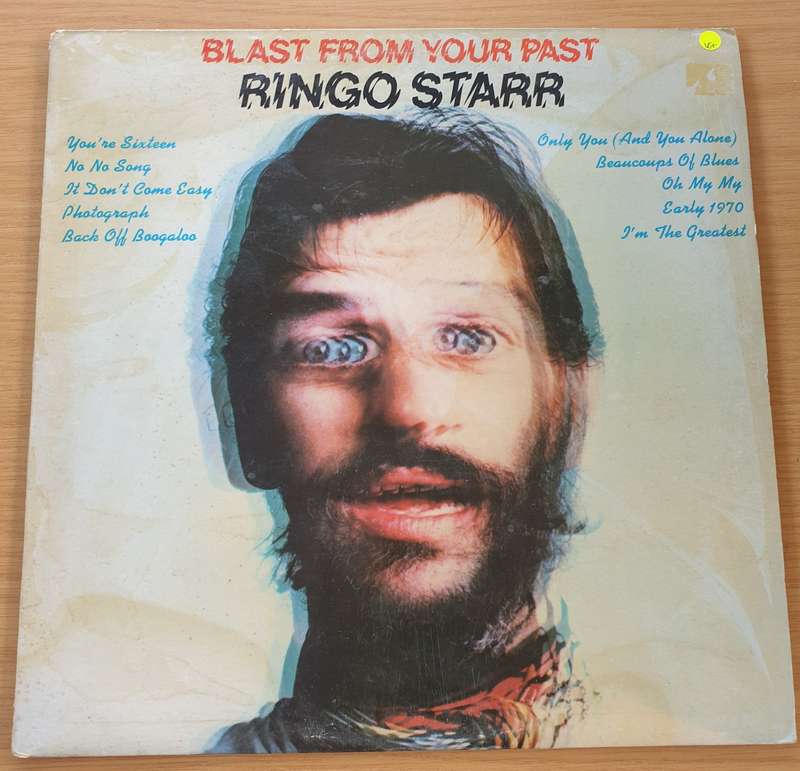 BLAST FROM YOUR PAST
RINGO STARR
You're Sixteen
No No Song
It Don't Come Easy
Photograph
Back Off Boogaloo
Only You (And You Alone)
Beaucoups Of Blues
Oh My My
Early 1970
I'm The Greatest